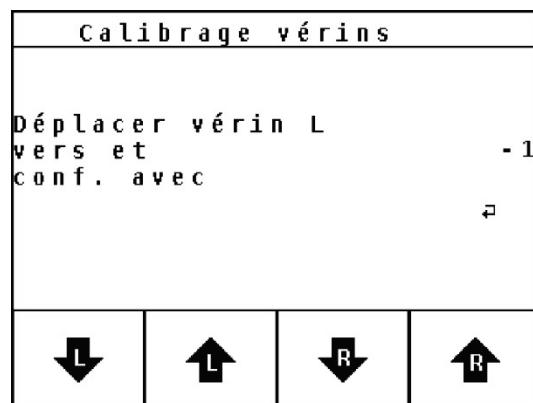 Calibrage vérins
Déplacer vérin L
vers et -1
conf. avec
↵
L L R R